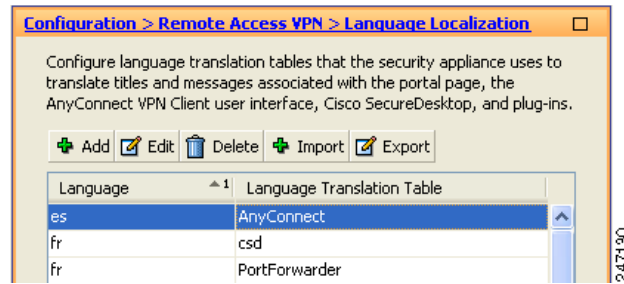 Configuration > Remote Access VPN > Language Localization
Configure language translation tables that the security appliance uses to
translate titles and messages associated with the portal page, the
AnyConnect VPN Client user interface, Cisco SecureDesktop, and plug-ins.
Add Edit Delete Import Export
Language 1 Language Translation Table
es AnyConnect
fr csd
fr PortForwarder
247130